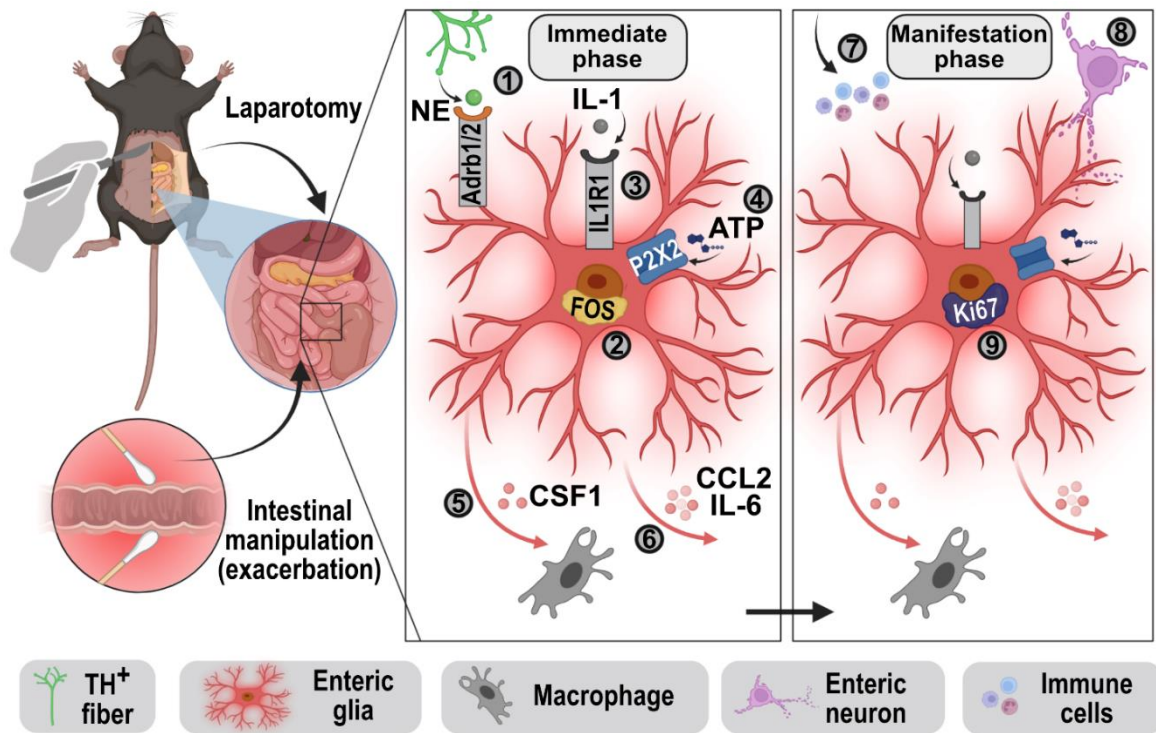 Laparotomy
Intestinal
manipulation
(exacerbation)
Immediate
phase
1
NE
Adrb1/2
IL-1
IL1R1
3
4
ATP
P2X2
FOS
2
5
CSF1
CCL2
IL-6
6
Manifestation
phase
7
8
Ki67
9
TH+
fiber
Enteric
glia
Macrophage
Enteric
neuron
Immune
cells